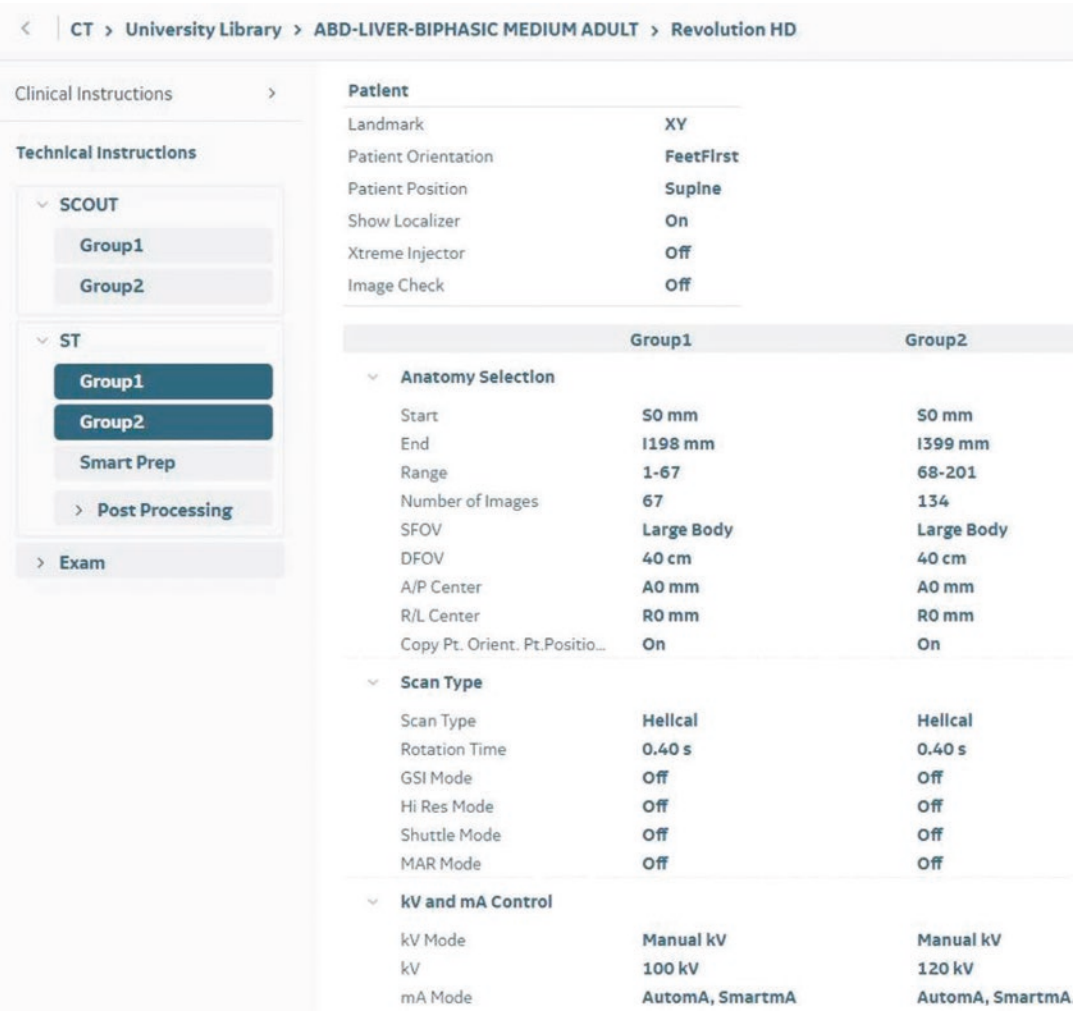 CT > University Library > ABD-LIVER-BIPHASIC MEDIUM ADULT > Revolution HD
Clinical Instructions
Technical Instructions
SCOUT
Group1
Group2
ST
Group1
Group2
Smart Prep
Post Processing
Exam
Patient
Landmark XY
Patient Orientation FeetFirst
Patient Position Supine
Show Localizer On
Xtreme Injector Off
Image Check Off
Group1 Group2
Anatomy Selection
Start S0 mm S0 mm
End I198 mm I399 mm
Range 1-67 68-201
Number of Images 67 134
SFOV Large Body Large Body
DFOV 40 cm 40 cm
A/P Center A0 mm A0 mm
R/L Center R0 mm R0 mm
Copy Pt. Orient. Pt.Positio... On On
Scan Type
Scan Type Helical Helical
Rotation Time 0.40 s 0.40 s
GSI Mode Off Off
Hi Res Mode Off Off
Shuttle Mode Off Off
MAR Mode Off Off
kV and mA Control
kV Mode Manual kV Manual kV
kV 100 kV 120 kV
mA Mode AutomA, SmartmA AutomA, SmartmA